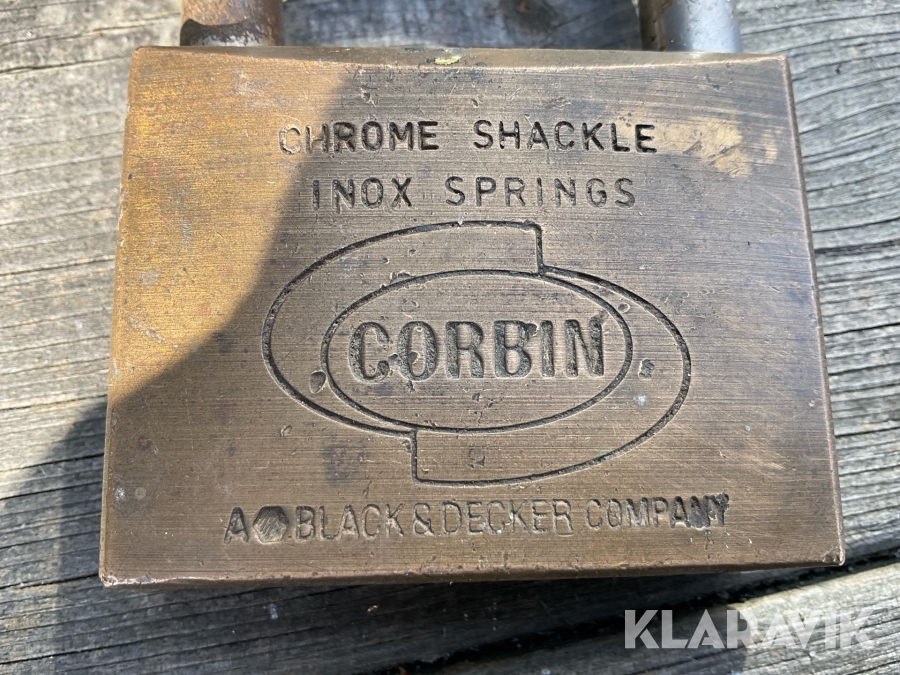 CHROME SHACKLE
INOX SPRINGS
CORBIN
A BLACK & DECKER COMPANY
KLARAVIK